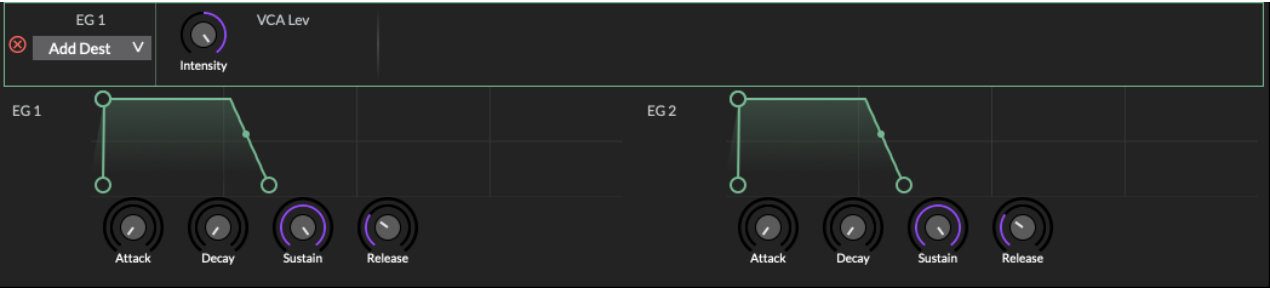 EG 1
VCA Lev
Add Dest
Intensity
EG 1
EG 2
Attack
Decay
Sustain
Release
Attack
Decay
Sustain
Release